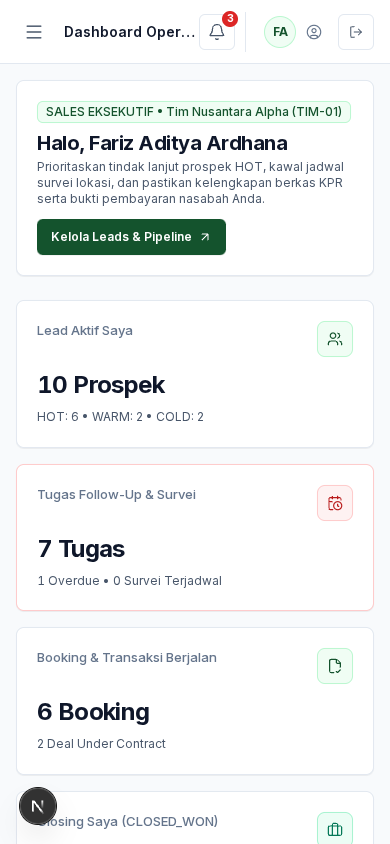 Dashboard Oper...
3
FA
SALES EKSEKUTIF • Tim Nusantara Alpha (TIM-01)
Halo, Fariz Aditya Ardhana
Prioritaskan tindak lanjut prospek HOT, kawal jadwal
survei lokasi, dan pastikan kelengkapan berkas KPR
serta bukti pembayaran nasabah Anda.
Kelola Leads & Pipeline
Lead Aktif Saya
10 Prospek
HOT: 6 • WARM: 2 • COLD: 2
Tugas Follow-Up & Survei
7 Tugas
1 Overdue • 0 Survei Terjadwal
Booking & Transaksi Berjalan
6 Booking
2 Deal Under Contract
N
Closing Saya (CLOSED_WON)